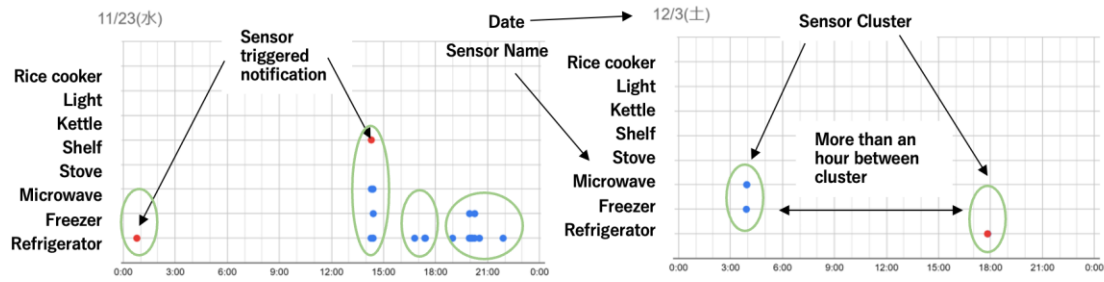 11/23(水)
Sensor
triggered
notification
Rice cooker
Light
Kettle
Shelf
Stove
Microwave
Freezer
Refrigerator
0:00 3:00 6:00 9:00 12:00 15:00 18:00 21:00 0:00
Date
Sensor Name
12/3(土)
Sensor Cluster
Rice cooker
Light
Kettle
Shelf
Stove
Microwave
Freezer
Refrigerator
More than an
hour between
cluster
0:00 3:00 6:00 9:00 12:00 15:00 18:00 21:00 0:00